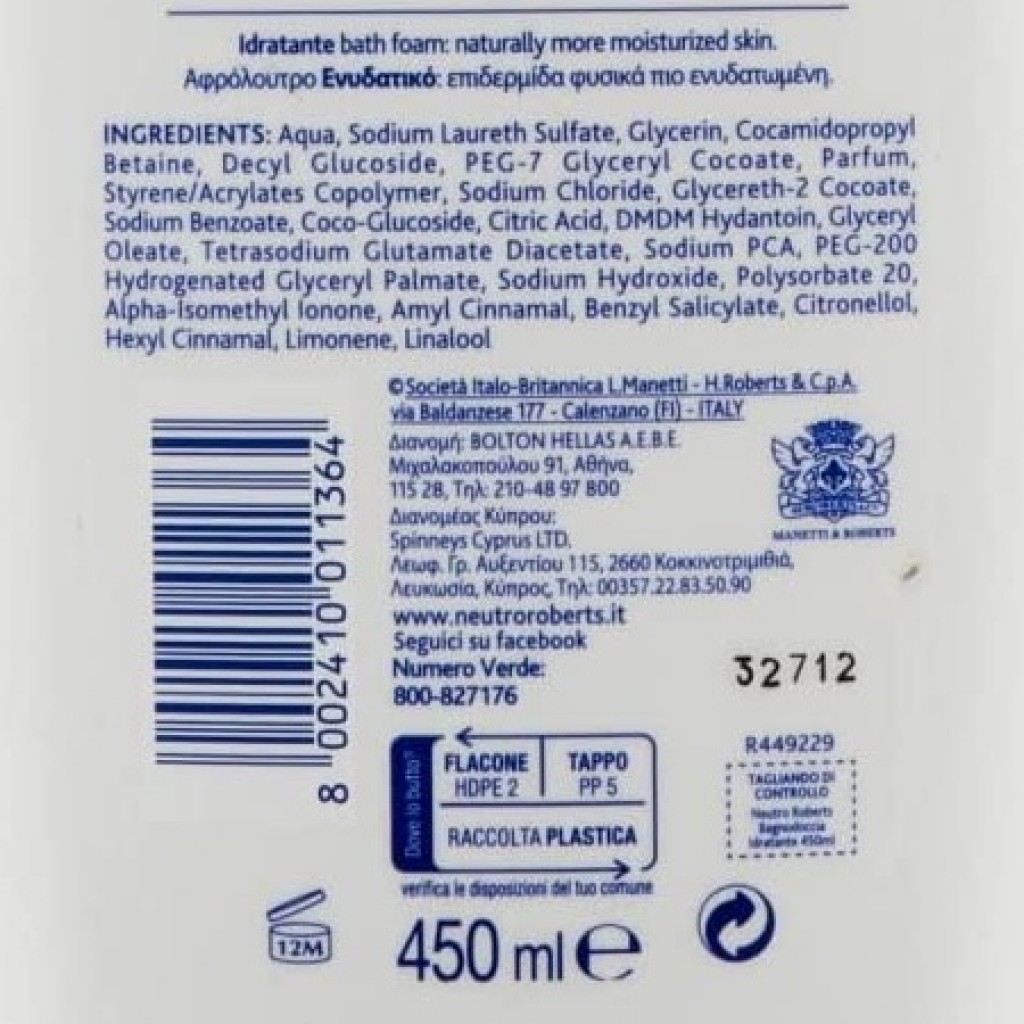 Idratante bath foam: naturally more moisturized skin.
Αφρόλουτρο Ενυδατικό: επιδερμίδα φυσικά πιο ενυδατωμένη.
INGREDIENTS: Aqua, Sodium Laureth Sulfate, Glycerin, Cocamidopropyl
Betaine, Decyl Glucoside, PEG-7 Glyceryl Cocoate, Parfum,
Styrene/Acrylates Copolymer, Sodium Chloride, Glycereth-2 Cocoate,
Sodium Benzoate, Coco-Glucoside, Citric Acid, DMDM Hydantoin, Glyceryl
Oleate, Tetrasodium Glutamate Diacetate, Sodium PCA, PEG-200
Hydrogenated Glyceryl Palmate, Sodium Hydroxide, Polysorbate 20,
Alpha-Isomethyl Ionone, Amyl Cinnamal, Benzyl Salicylate, Citronellol,
Hexyl Cinnamal, Limonene, Linalool
©Società Italo-Britannica L.Manetti - H.Roberts & C.p.A.
via Baldanzese 177 - Calenzano (FI) - ITALY
Διανομή: BOLTON HELLAS A.E.B.E.
Μιχαλακοπούλου 91, Αθήνα,
115 28, Τηλ: 210-48 97 800
Διανομέας Κύπρου:
Spinneys Cyprus LTD,
Λεωφ. Γρ. Αυξεντίου 115, 2660 Κοκκινοτριμιθιά,
Λευκωσία, Κύπρος, Τηλ: 00357.22.83.50.90
www.neutroroberts.it
Seguici su facebook
Numero Verde:
800-827176
MANETTI & ROBERTS
8 002410 011364
32712
Dove lo butto?
FLACONE
HDPE 2
TAPPO
PP 5
RACCOLTA PLASTICA
verifica le disposizioni del tuo comune
R449229
TAGLIANDO DI
CONTROLLO
Neutro Roberts
Bagnodoccia
Idratante 450ml
12M
450 ml e